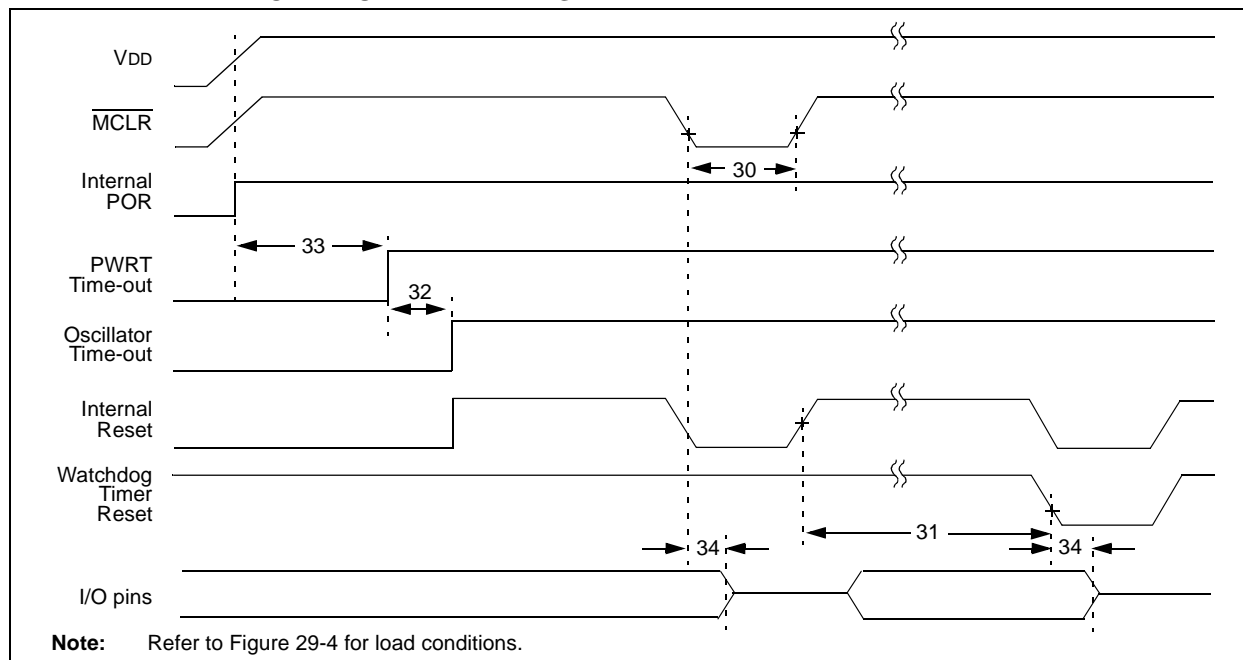 VDD
MCLR
30
Internal
POR
33
PWRT
Time-out
32
Oscillator
Time-out
Internal
Reset
Watchdog
Timer
Reset
31
34
34
I/O pins
Note: Refer to Figure 29-4 for load conditions.